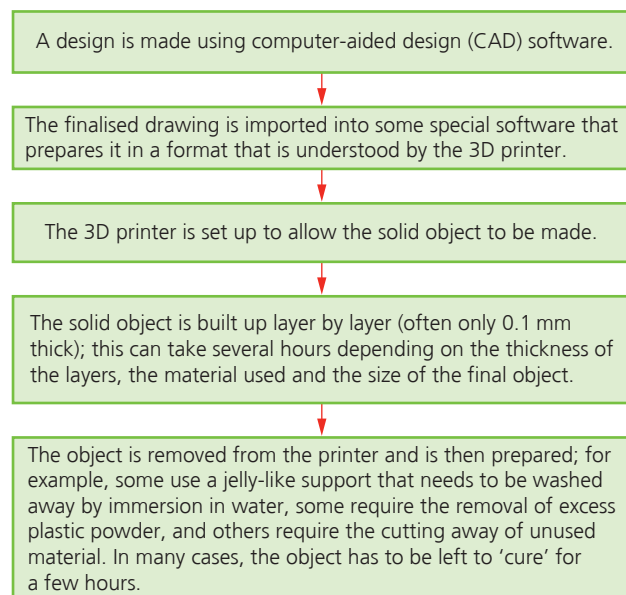 A design is made using computer-aided design (CAD) software.
The finalised drawing is imported into some special software that
prepares it in a format that is understood by the 3D printer.
The 3D printer is set up to allow the solid object to be made.
The solid object is built up layer by layer (often only 0.1 mm
thick); this can take several hours depending on the thickness of
the layers, the material used and the size of the final object.
The object is removed from the printer and is then prepared; for
example, some use a jelly-like support that needs to be washed
away by immersion in water, some require the removal of excess
plastic powder, and others require the cutting away of unused
material. In many cases, the object has to be left to ‘cure’ for
a few hours.